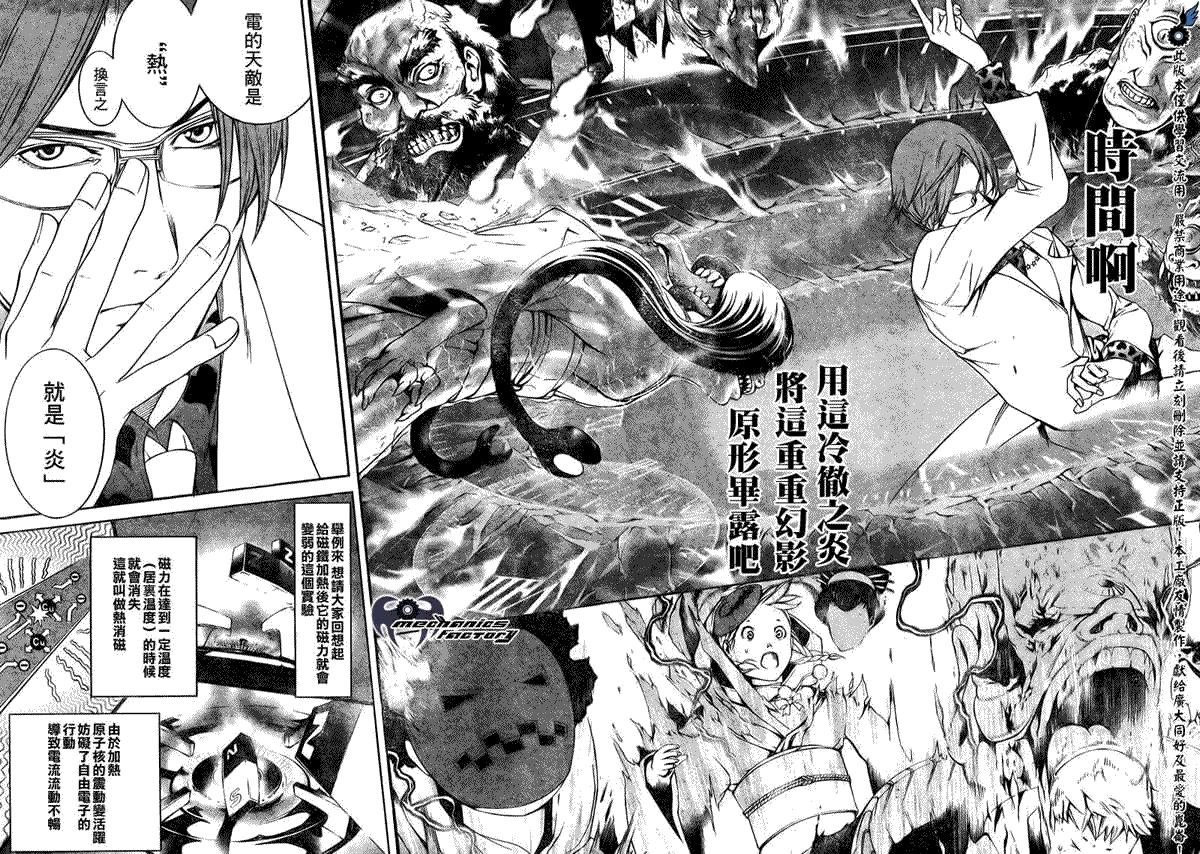 此版本僅供學習交流用、嚴禁商業用途、觀看後請立刻刪除並請支持正版!本工廠友情製作、獻給廣大同好及最愛的真命!
時間啊
用這冷徹之炎
將這重重幻影
原形畢露吧
電的天敵是
“熱”
換言之
就是「炎」
舉例來 想請大家回想起
給磁鐵加熱後它的磁力就會
變弱的這個實驗
磁力在達到一定溫度
（居裏溫度）的時候
就會消失
這就叫做熱消磁
由於加熱
原子核的震動變活躍
妨礙了自由電子的
行動
導致電流流動不暢
mechanics
factory
N
S
Cu